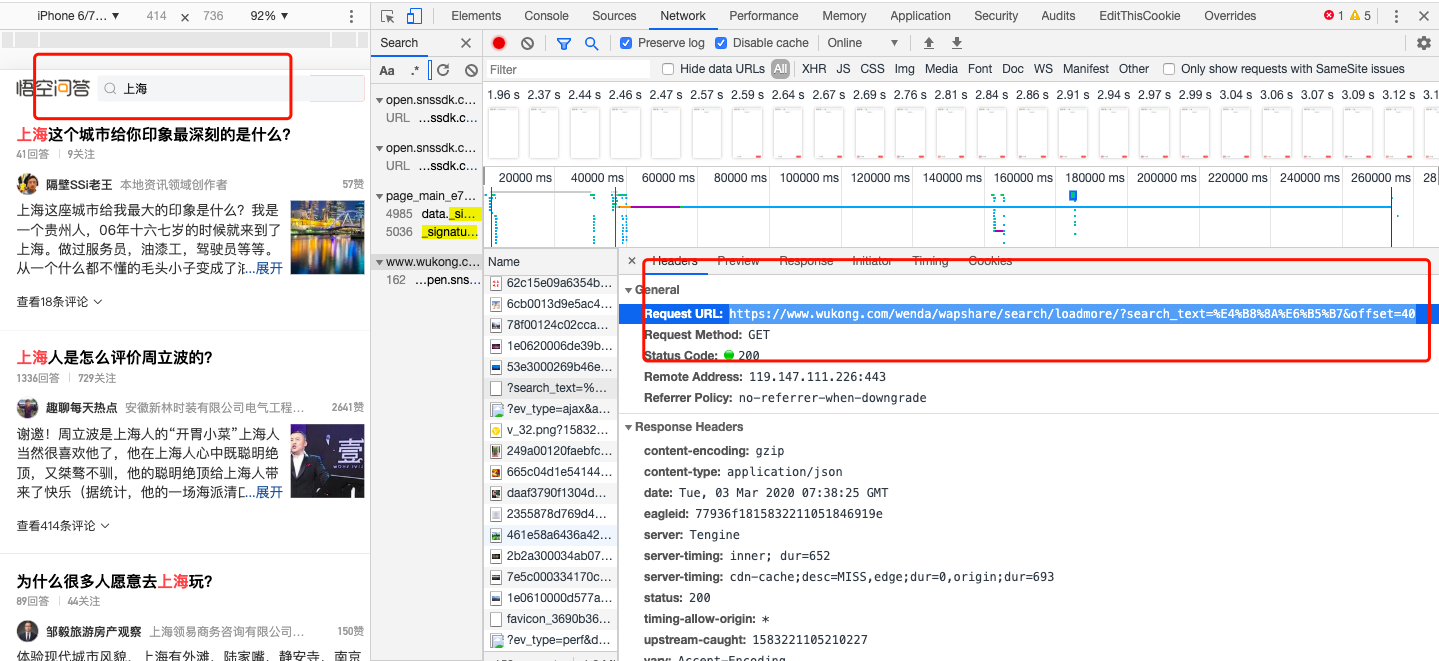 iPhone 6/7… ▼ 414 × 736 92% ▼
Elements Console Sources Network Performance Memory Application Security Audits EditThisCookie Overrides 1 5
Search
Preserve log Disable cache Online ▼
Aa .*
Filter Hide data URLs All XHR JS CSS Img Media Font Doc WS Manifest Other Only show requests with SameSite issues
悟空问答 上海
上海这个城市给你印象最深刻的是什么?
41回答 9关注
隔壁SSi老王 本地资讯领域创作者 57赞
上海这座城市给我最大的印象是什么？我是
一个贵州人，06年十六七岁的时候就来到了
上海。做过服务员，油漆工，驾驶员等等。
从一个什么都不懂的毛头小子变成了沪...展开
查看18条评论
上海人是怎么评价周立波的?
1336回答 729关注
趣聊每天热点 安徽新林时装有限公司电气工程… 2641赞
谢邀！周立波是上海人的“开胃小菜”上海人
当然很喜欢他了，他在上海人心中既聪明绝
顶，又桀骜不驯，他的聪明绝顶给上海人带
来了快乐（据统计，他的一场海派清口...展开
查看414条评论
为什么很多人愿意去上海玩?
89回答 44关注
邹毅旅游房产观察 上海领易商务咨询有限公司… 150赞
体验现代城市风貌，上海有外滩、陆家嘴、静安寺、南京
open.snssdk.c…
URL …ssdk.c…
open.snssdk.c…
URL …ssdk.c…
page_main_e7…
4985 data._si…
5036 _signatur…
www.wukong.c…
162 …pen.sns…
1.96 s 2.37 s 2.44 s 2.46 s 2.47 s 2.57 s 2.59 s 2.64 s 2.67 s 2.69 s 2.76 s 2.81 s 2.84 s 2.86 s 2.91 s 2.94 s 2.97 s 2.99 s 3.04 s 3.06 s 3.07 s 3.09 s 3.12 s 3.1
20000 ms 40000 ms 60000 ms 80000 ms 100000 ms 120000 ms 140000 ms 160000 ms 180000 ms 200000 ms 220000 ms 240000 ms 260000 ms 28
Name
62c15e09a6354b…
6cb0013d9e5ac4…
78f00124c02cca…
1e0620006de39b…
53e3000269b46e…
?search_text=%…
?ev_type=ajax&a…
v_32.png?15832…
249a00120faebfc…
665c04d1e54144…
daaf3790f1304d…
2355878d769d4…
461e58a6436a42…
2b2a300034ab07…
7e5c000334170c…
1e0610000d577a…
favicon_3690b36…
?ev_type=perf&d…
× Headers Preview Response Initiator Timing Cookies
General
Request URL: https://www.wukong.com/wenda/wapshare/search/loadmore/?search_text=%E4%B8%8A%E6%B5%B7&offset=40
Request Method: GET
Status Code: 200
Remote Address: 119.147.111.226:443
Referrer Policy: no-referrer-when-downgrade
Response Headers
content-encoding: gzip
content-type: application/json
date: Tue, 03 Mar 2020 07:38:25 GMT
eagleid: 77936f1815832211051846919e
server: Tengine
server-timing: inner; dur=652
server-timing: cdn-cache;desc=MISS,edge;dur=0,origin;dur=693
status: 200
timing-allow-origin: *
upstream-caught: 1583221105210227
vary: Accept-Encoding